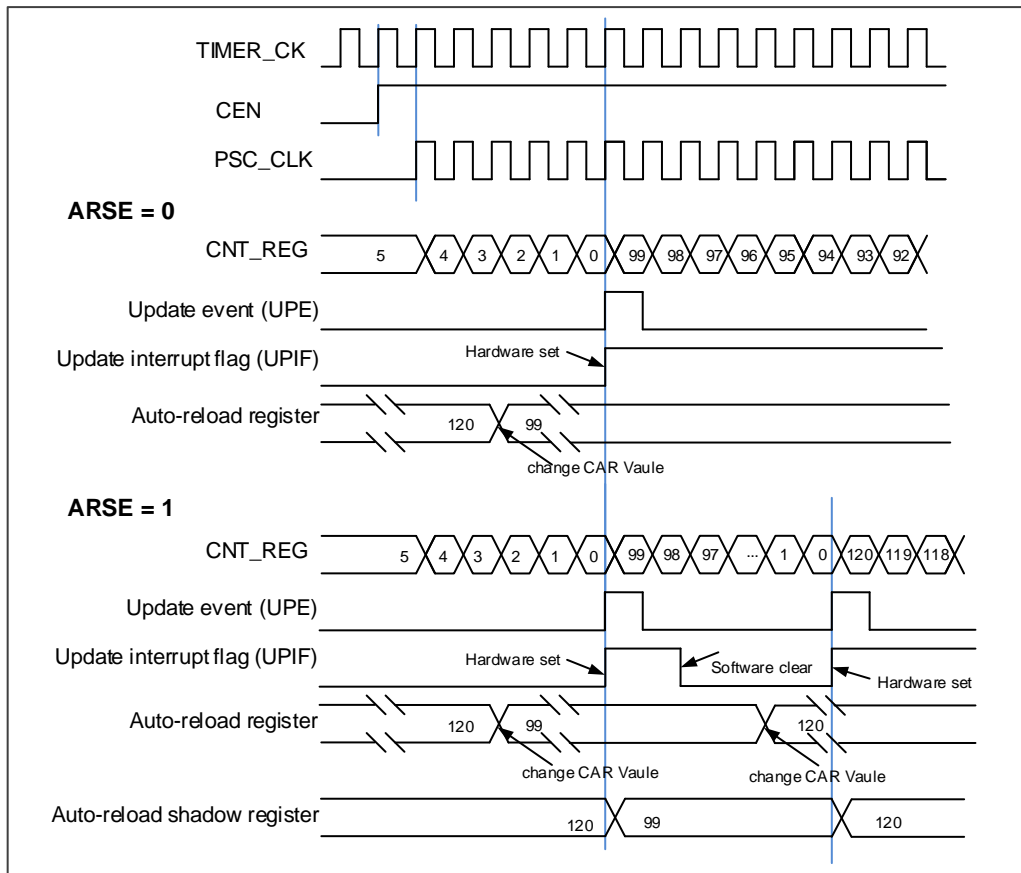 TIMER_CK
CEN
PSC_CLK
ARSE = 0
CNT_REG 5 4 3 2 1 0 99 98 97 96 95 94 93 92
Update event (UPE)
Update interrupt flag (UPIF) Hardware set
Auto-reload register 120 99
change CAR Vaule
ARSE = 1
CNT_REG 5 4 3 2 1 0 99 98 97 ... 1 0 120 119 118
Update event (UPE)
Update interrupt flag (UPIF) Hardware set Software clear Hardware set
Auto-reload register 120 99 120
change CAR Vaule change CAR Vaule
Auto-reload shadow register 120 99 120